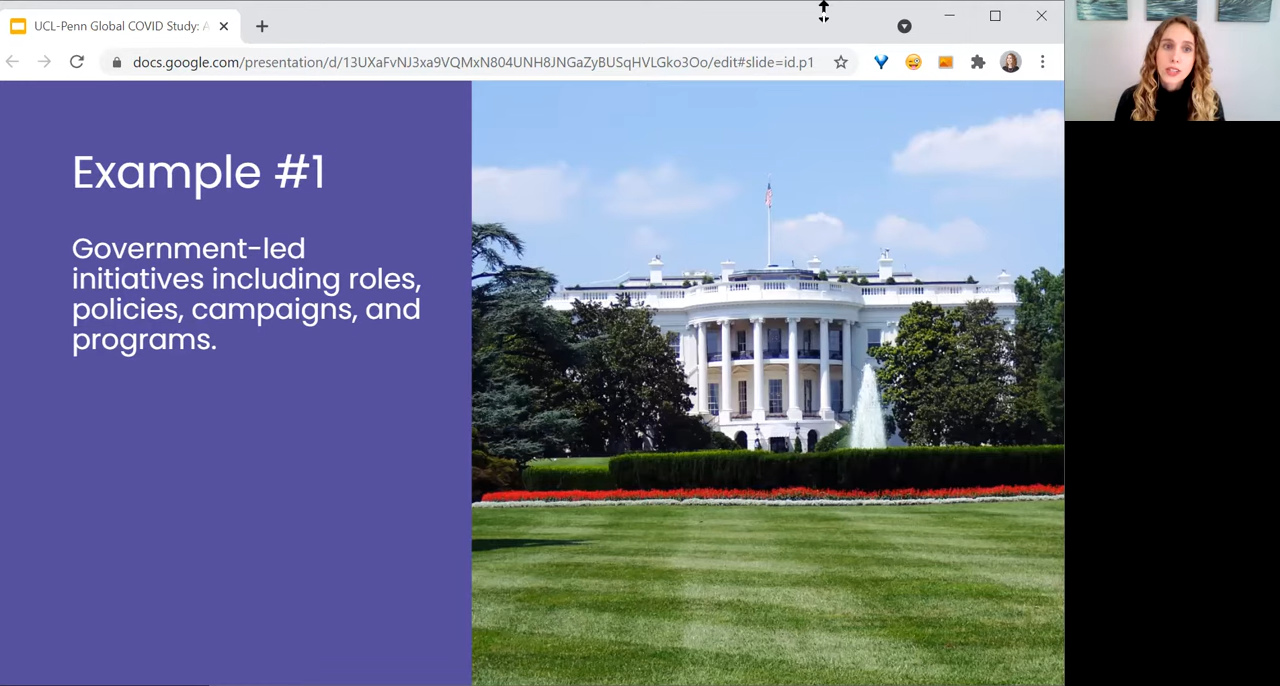 UCL-Penn Global COVID Study: A
docs.google.com/presentation/d/13UXaFvNJ3xa9VQMxN804UNH8JNGaZyBUSqHVLGko3Oo/edit#slide=id.p1
Example #1
Government-led
initiatives including roles,
policies, campaigns, and
programs.